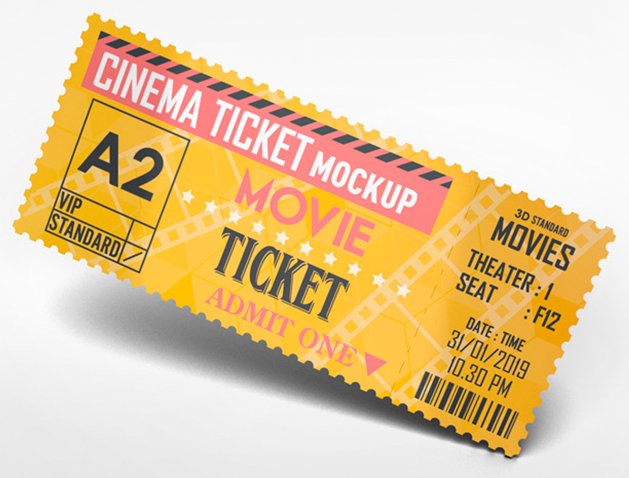 CINEMA TICKET MOCKUP
A2
VIP
STANDARD
MOVIE
TICKET
ADMIT ONE
3D STANDARD
MOVIES
THEATER : 1
SEAT : F12
DATE : TIME
31/01/2019
10.30 PM